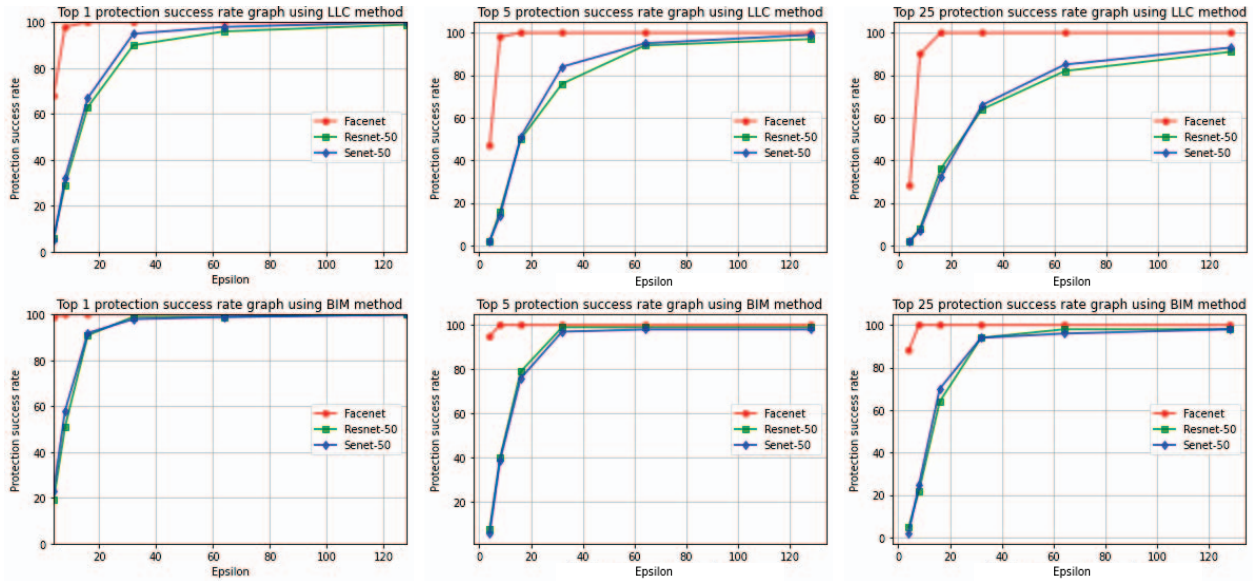 Top 1 protection success rate graph using LLC method
Protection success rate
100
80
60
40
20
0
Facenet
Resnet-50
Senet-50
20 40 60 80 100 120
Epsilon
Top 5 protection success rate graph using LLC method
Protection success rate
100
80
60
40
20
0
Facenet
Resnet-50
Senet-50
0 20 40 60 80 100 120
Epsilon
Top 25 protection success rate graph using LLC method
Protection success rate
100
80
60
40
20
0
Facenet
Resnet-50
Senet-50
0 20 40 60 80 100 120
Epsilon
Top 1 protection success rate graph using BIM method
Protection success rate
100
80
60
40
20
0
Facenet
Resnet-50
Senet-50
20 40 60 80 100 120
Epsilon
Top 5 protection success rate graph using BIM method
Protection success rate
100
80
60
40
20
Facenet
Resnet-50
Senet-50
0 20 40 60 80 100 120
Epsilon
Top 25 protection success rate graph using BIM method
Protection success rate
100
80
60
40
20
0
Facenet
Resnet-50
Senet-50
0 20 40 60 80 100 120
Epsilon